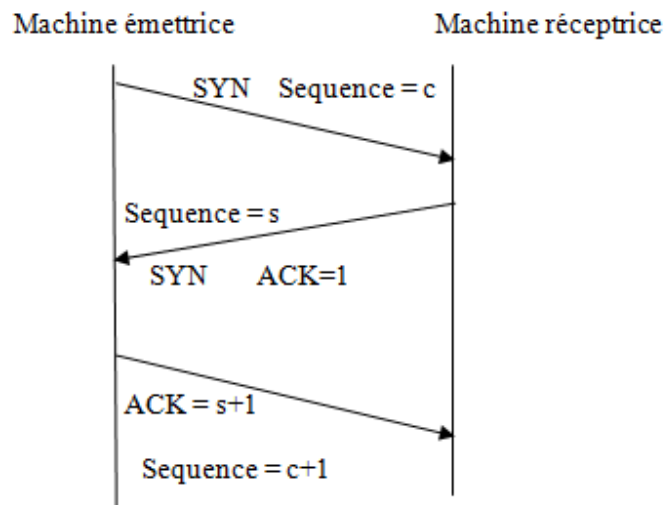 Machine émettrice Machine réceptrice
SYN Sequence = c
Sequence = s
SYN ACK=1
ACK = s+1
Sequence = c+1